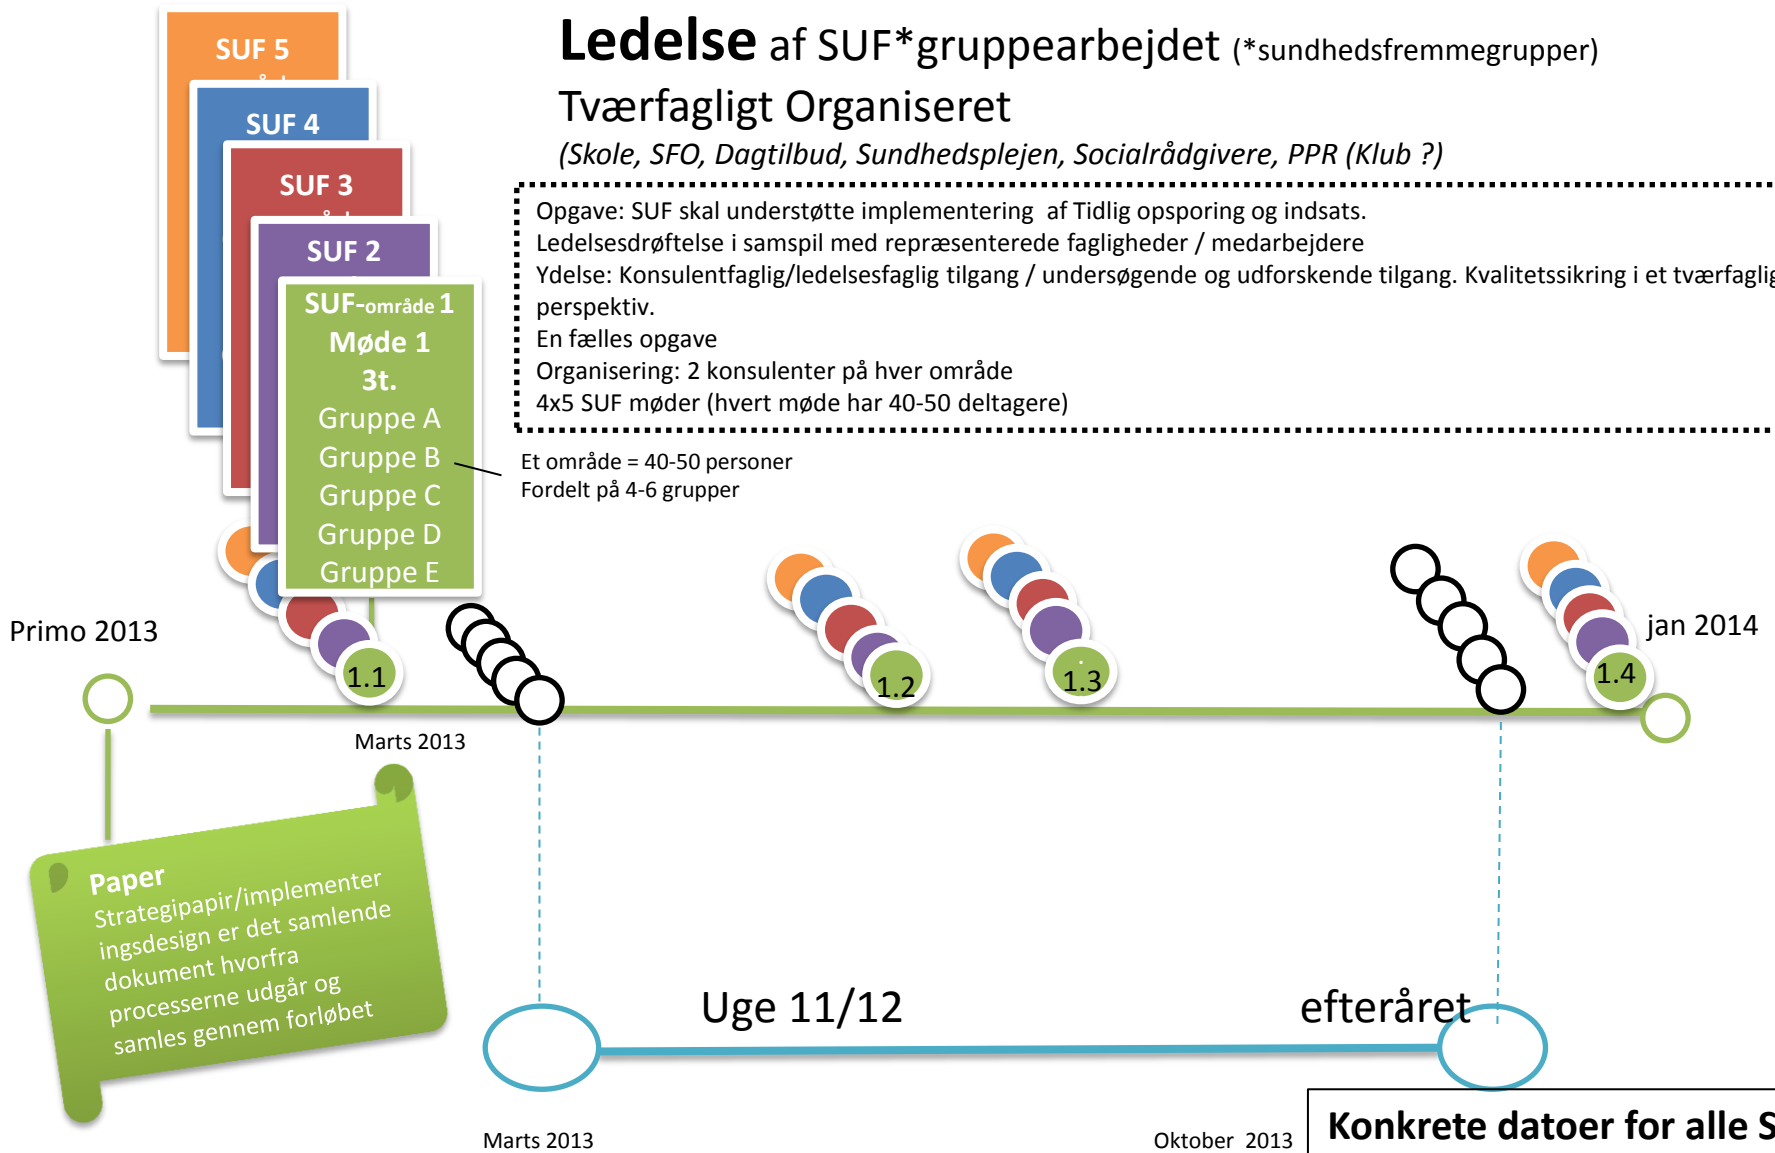 Ledelse af SUF*gruppearbejdet (*sundhedsfremmegrupper)
Tværfagligt Organiseret
(Skole, SFO, Dagtilbud, Sundhedsplejen, Socialrådgivere, PPR (Klub ?)
Opgave: SUF skal understøtte implementering af Tidlig opsporing og indsats.
Ledelsesdrøftelse i samspil med repræsenterede fagligheder / medarbejdere
Ydelse: Konsulentfaglig/ledelsesfaglig tilgang / undersøgende og udforskende tilgang. Kvalitetssikring i et tværfaglig
perspektiv.
En fælles opgave
Organisering: 2 konsulenter på hver område
4x5 SUF møder (hvert møde har 40-50 deltagere)
SUF 5
SUF 4
SUF 3
SUF 2
SUF-område 1
Møde 1
3t.
Gruppe A
Gruppe B
Gruppe C
Gruppe D
Gruppe E
Et område = 40-50 personer
Fordelt på 4-6 grupper
Primo 2013
jan 2014
1.1
1.2
1.3
1.4
Marts 2013
Paper
Strategipapir/implementer
ingsdesign er det samlende
dokument hvorfra
processerne udgår og
samles gennem forløbet
Uge 11/12
efteråret
Marts 2013
Oktober 2013
Konkrete datoer for alle S